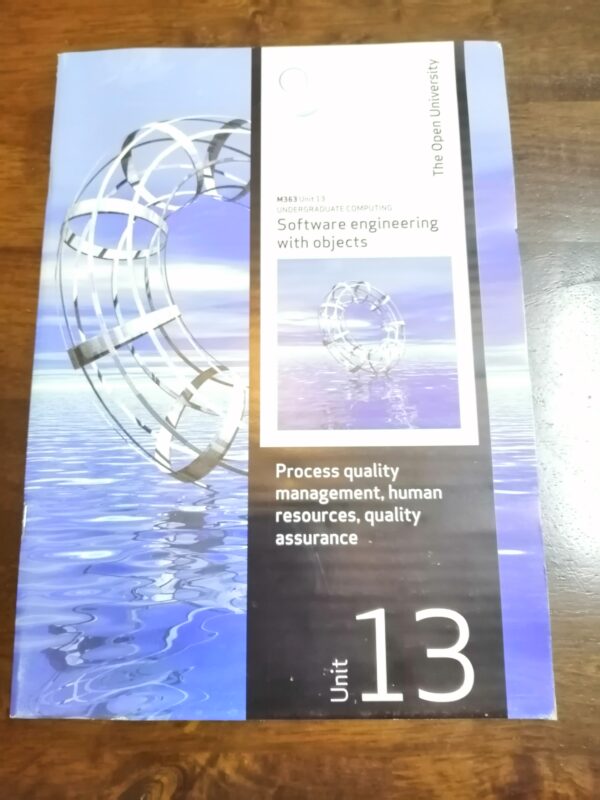 The Open University
M363 Unit 13
UNDERGRADUATE COMPUTING
Software engineering
with objects
Process quality
management, human
resources, quality
assurance
Unit 13